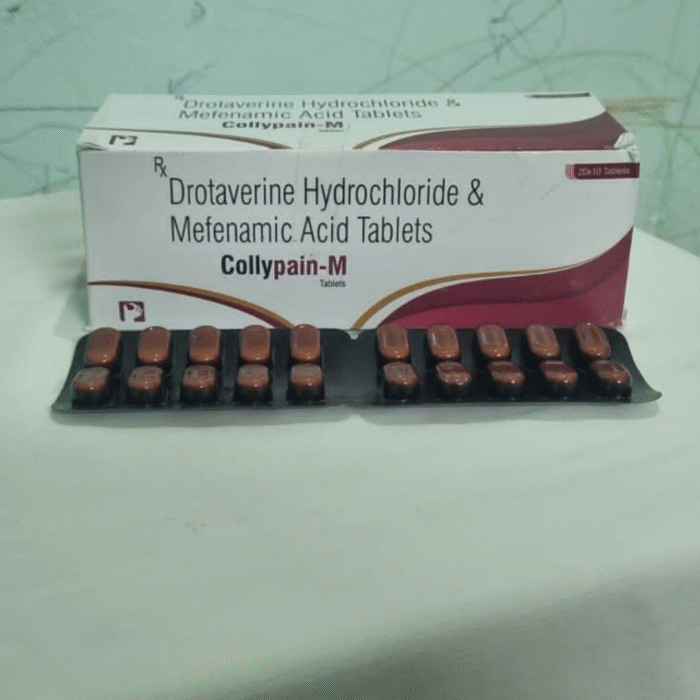 Drotaverine Hydrochloride &
Mefenamic Acid Tablets
Collypain-M
Rx
Drotaverine Hydrochloride &
Mefenamic Acid Tablets
Collypain-M
Tablets
20x10 Tablets